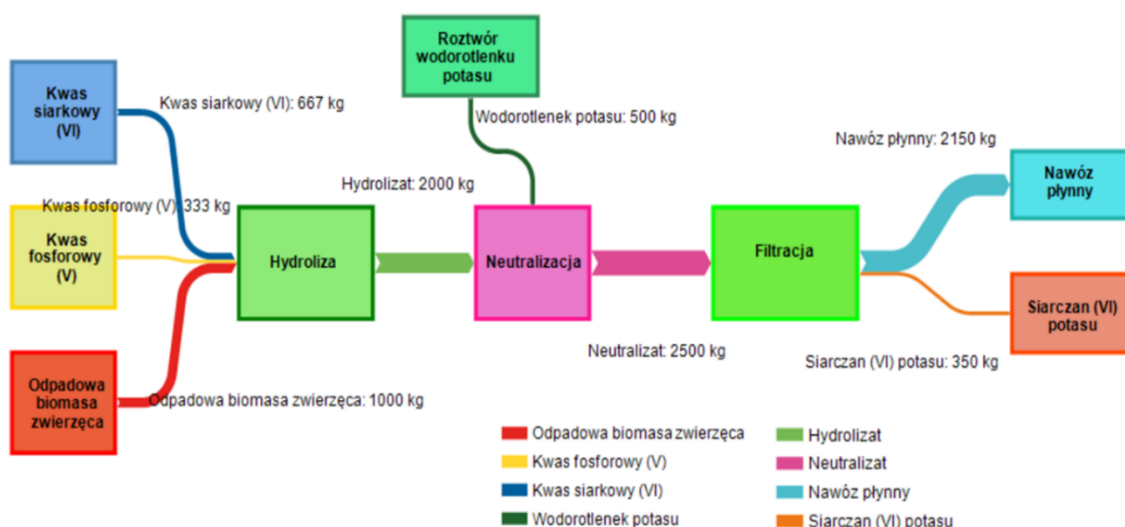 Roztwór
wodorotlenku
potasu
Kwas
siarkowy
(VI)
Kwas siarkowy (VI): 667 kg
Wodorotlenek potasu: 500 kg
Nawóz płynny: 2150 kg
Nawóz
płynny
Hydrolizat: 2000 kg
Kwas fosforowy (V): 333 kg
Kwas
fosforowy
(V)
Hydroliza
Neutralizacja
Filtracja
Siarczan (VI)
potasu
Neutralizat: 2500 kg
Siarczan (VI) potasu: 350 kg
Odpadowa
biomasa
zwierzęca
Odpadowa biomasa zwierzęca: 1000 kg
Odpadowa biomasa zwierzęca
Kwas fosforowy (V)
Kwas siarkowy (VI)
Wodorotlenek potasu
Hydrolizat
Neutralizat
Nawóz płynny
Siarczan (VI) potasu